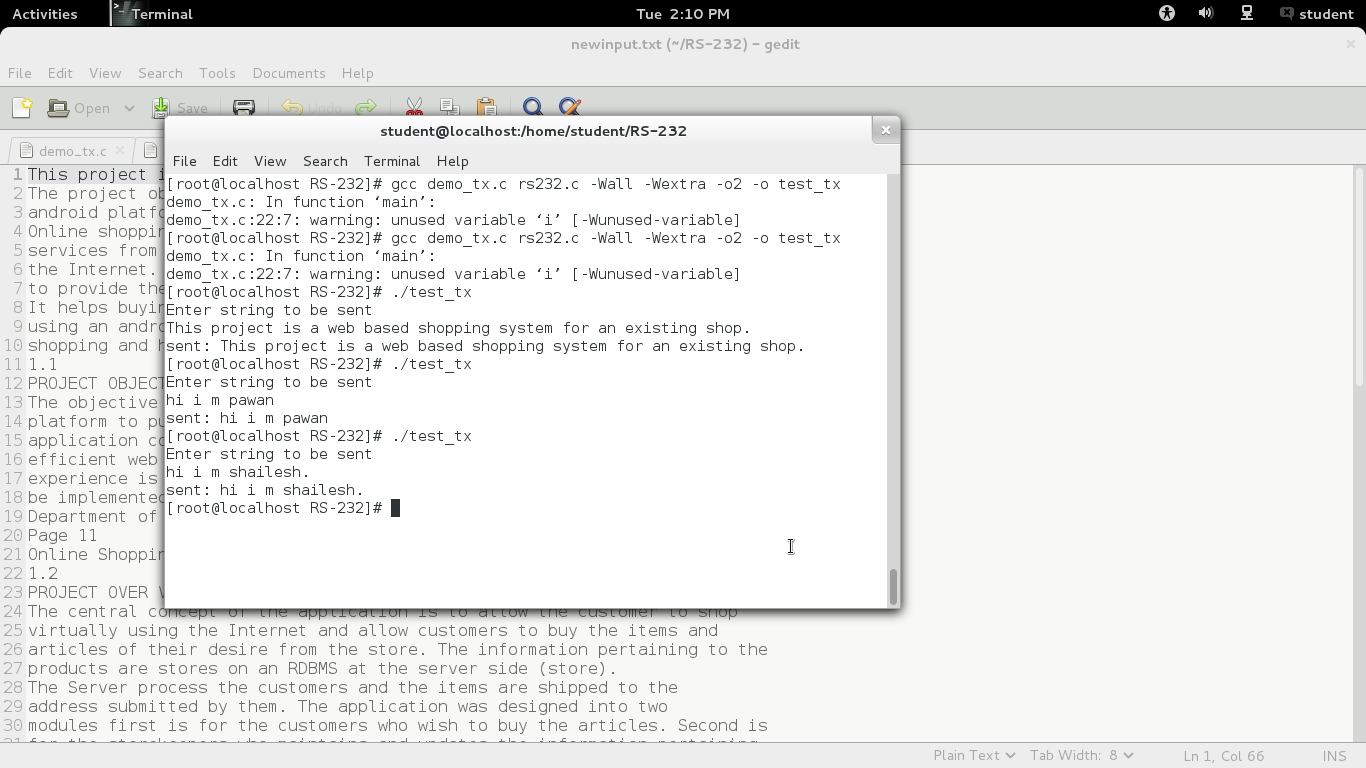 Activities Terminal Tue 2:10 PM student
newinput.txt (~/RS-232) – gedit
File Edit View Search Tools Documents Help
Open Save Undo
demo_tx.c
student@localhost:/home/student/RS-232
File Edit View Search Terminal Help
[root@localhost RS-232]# gcc demo_tx.c rs232.c -Wall -Wextra -o2 -o test_tx
demo_tx.c: In function ‘main’:
demo_tx.c:22:7: warning: unused variable ‘i’ [-Wunused-variable]
[root@localhost RS-232]# gcc demo_tx.c rs232.c -Wall -Wextra -o2 -o test_tx
demo_tx.c: In function ‘main’:
demo_tx.c:22:7: warning: unused variable ‘i’ [-Wunused-variable]
[root@localhost RS-232]# ./test_tx
Enter string to be sent
This project is a web based shopping system for an existing shop.
sent: This project is a web based shopping system for an existing shop.
[root@localhost RS-232]# ./test_tx
Enter string to be sent
hi i m pawan
sent: hi i m pawan
[root@localhost RS-232]# ./test_tx
Enter string to be sent
hi i m shailesh.
sent: hi i m shailesh.
[root@localhost RS-232]#
1 This project
2 The project
3 android
4 Online
5 services from
6 the Internet.
7 to provide
8 It helps
9 using an
10 shopping and
11 1.1
12 PROJECT
13 The objective
14 platform to
15 application
16 efficient web
17 experience is
18 be implemented
19 Department of
20 Page 11
21 Online
22 1.2
23 PROJECT OVER
24 The central concept of the application is to allow the customer to shop
25 virtually using the Internet and allow customers to buy the items and
26 articles of their desire from the store. The information pertaining to the
27 products are stores on an RDBMS at the server side (store).
28 The Server process the customers and the items are shipped to the
29 address submitted by them. The application was designed into two
30 modules first is for the customers who wish to buy the articles. Second is
Plain Text Tab Width: 8 Ln 1, Col 66 INS